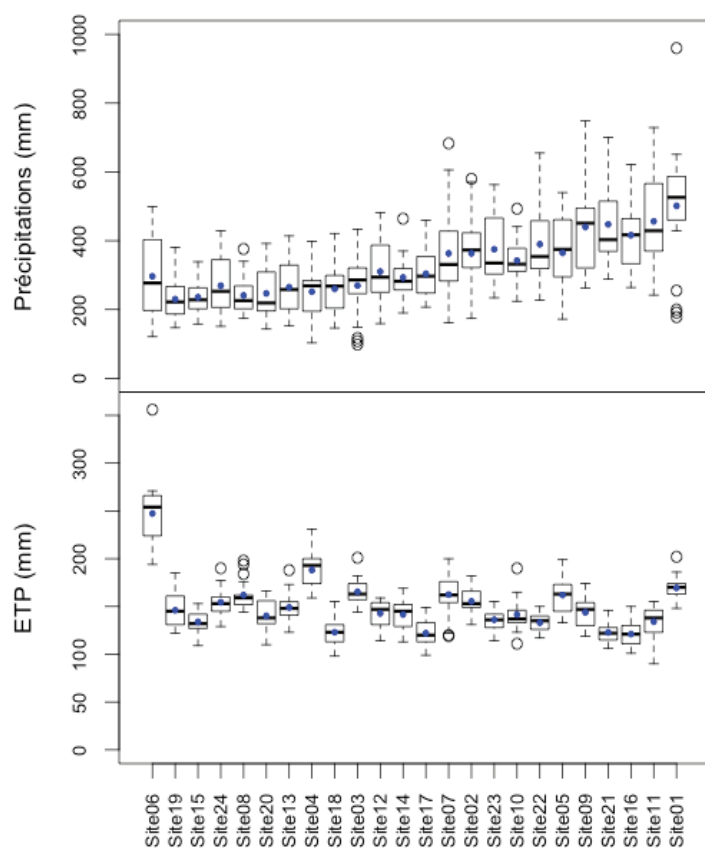 Précipitations (mm)
1000
800
600
400
200
0
ETP (mm)
300
200
100
50
0
Site06
Site19
Site15
Site24
Site08
Site20
Site13
Site04
Site18
Site03
Site12
Site14
Site17
Site07
Site02
Site23
Site10
Site22
Site05
Site09
Site21
Site16
Site11
Site01